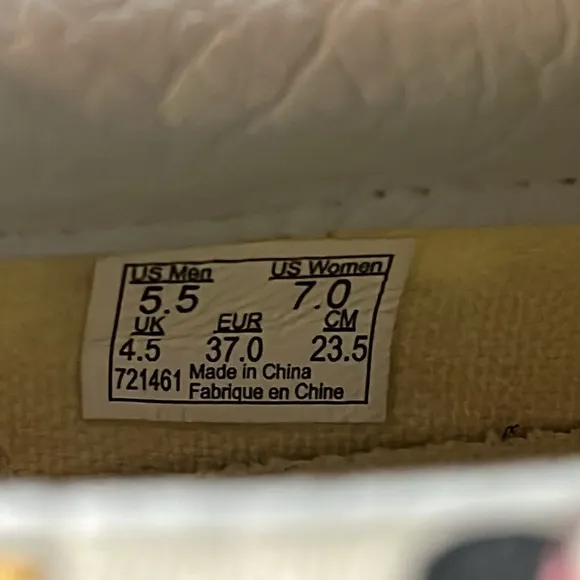 US Men US Women
5.5 7.0
UK EUR CM
4.5 37.0 23.5
721461 Made in China
Fabrique en Chine